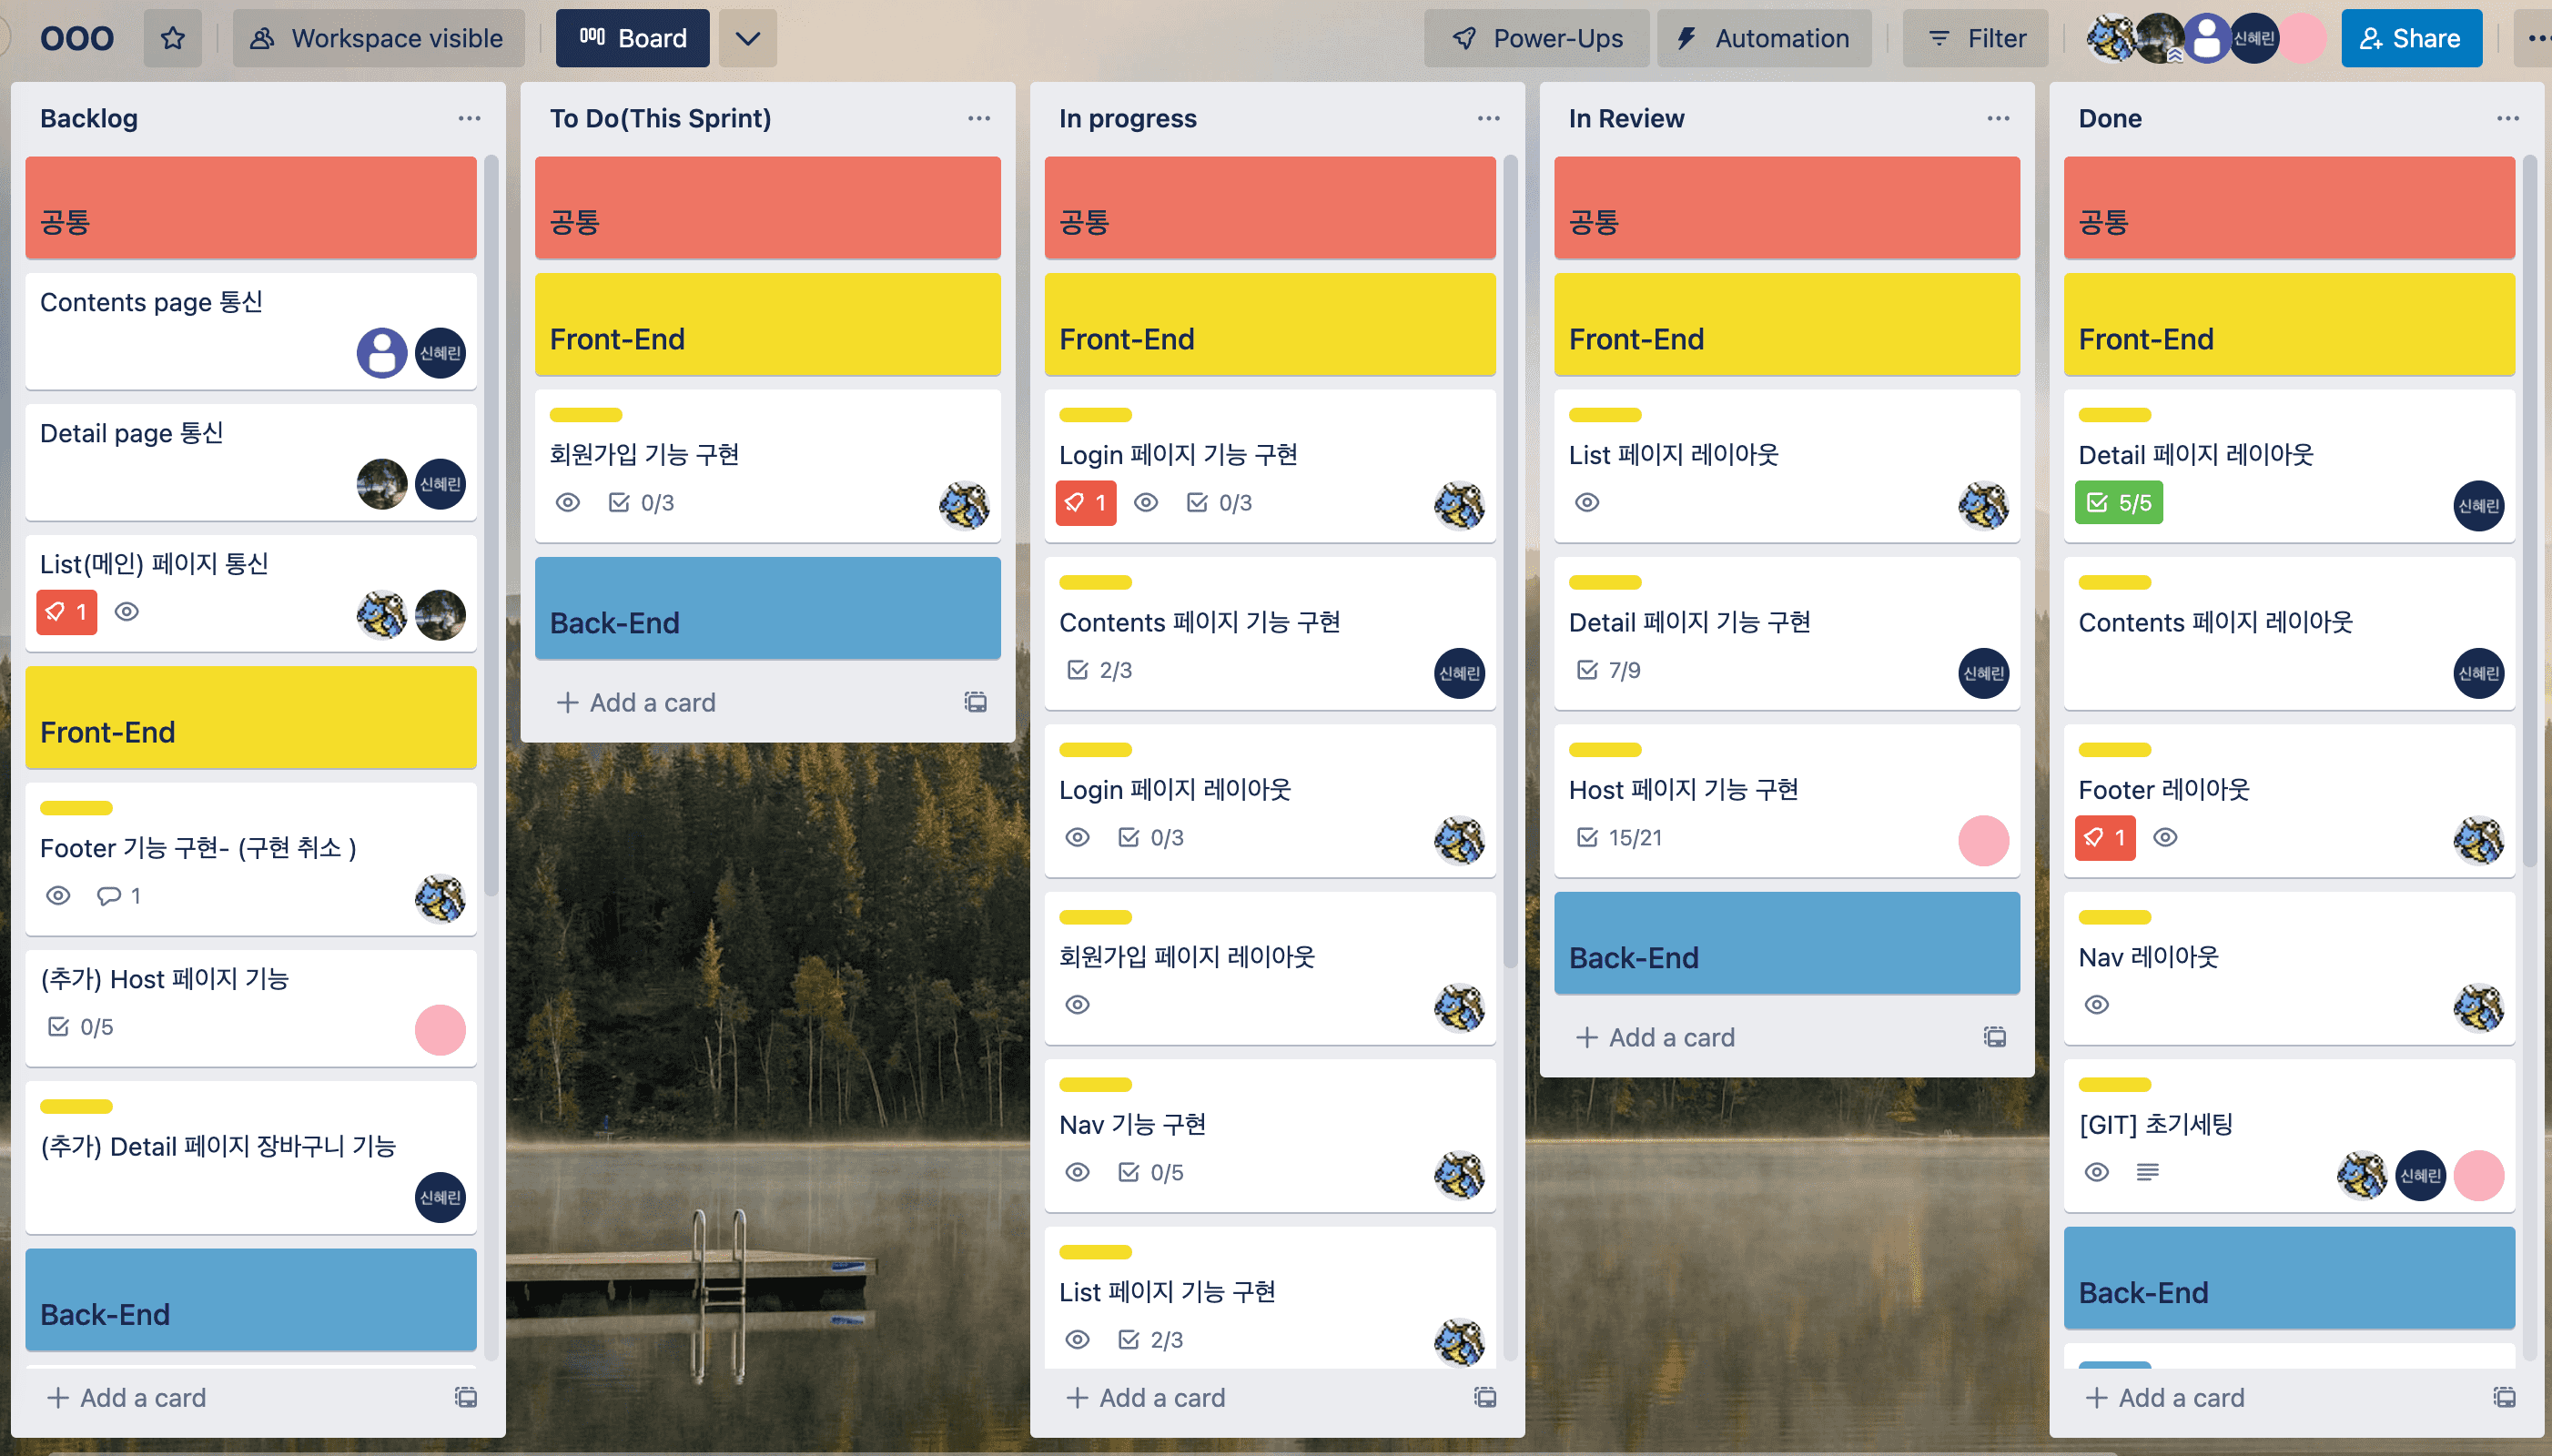 OOO
Workspace visible
Board
Power-Ups
Automation
Filter
신혜린
Share
Backlog
공통
Contents page 통신
신혜린
Detail page 통신
신혜린
List(메인) 페이지 통신
1
Front-End
Footer 기능 구현- (구현 취소 )
1
(추가) Host 페이지 기능
0/5
(추가) Detail 페이지 장바구니 기능
신혜린
Back-End
Add a card
To Do(This Sprint)
공통
Front-End
회원가입 기능 구현
0/3
Back-End
Add a card
In progress
공통
Front-End
Login 페이지 기능 구현
1 0/3
Contents 페이지 기능 구현
2/3 신혜린
Login 페이지 레이아웃
0/3
회원가입 페이지 레이아웃
Nav 기능 구현
0/5
List 페이지 기능 구현
2/3
Add a card
In Review
공통
Front-End
List 페이지 레이아웃
Detail 페이지 기능 구현
7/9 신혜린
Host 페이지 기능 구현
15/21
Back-End
Add a card
Done
공통
Front-End
Detail 페이지 레이아웃
5/5 신혜린
Contents 페이지 레이아웃
신혜린
Footer 레이아웃
1
Nav 레이아웃
[GIT] 초기세팅
신혜린
Back-End
Add a card